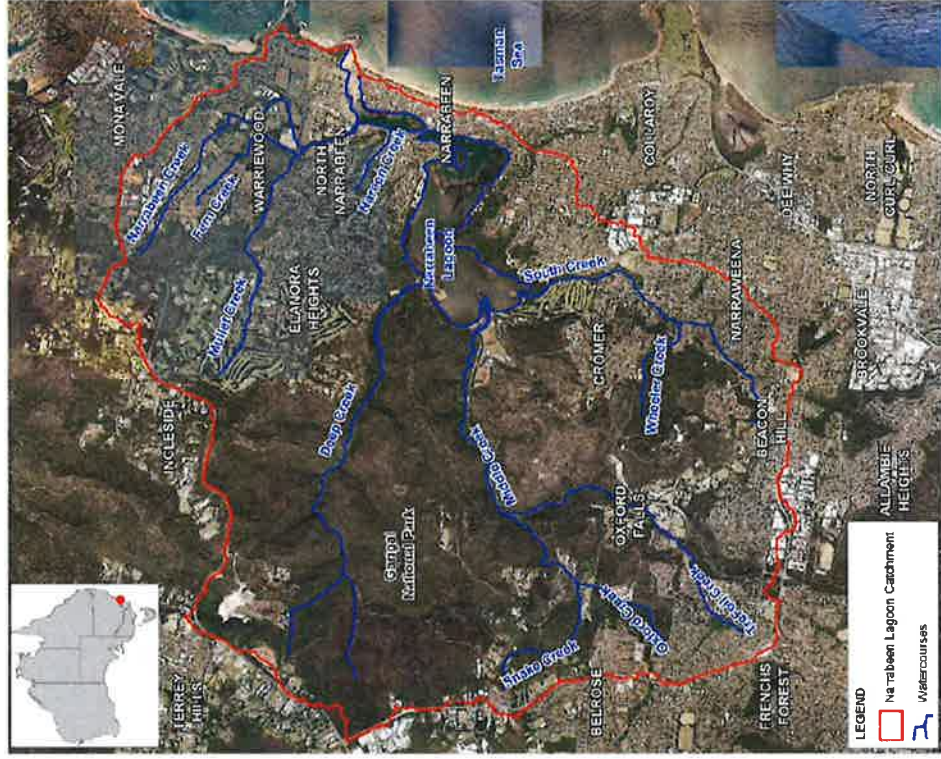 MONA VALE
Narrabeen Creek
Fern Creek
WARRIEWOOD
Mullet Creek
NORTH
NARRABEEN
Nareen Creek
ELANORA
HEIGHTS
INGLESIDE
TERREY
HILLS
Deep Creek
Narrabeen
Lagoon
NARRABEEN
Tasman
Sea
Garigal
National Park
Middle Creek
South Creek
COLLAROY
CROMER
Wheeler Creek
OXFORD
FALLS
Snake Creek
Oxford Creek
Trefoil Creek
BELROSE
NARRAWEENA
DEE WHY
BEACON
HILL
NORTH
CURL CURL
BROOKVALE
ALLAMBIE
HEIGHTS
FRENCHS
FOREST
LEGEND
Narrabeen Lagoon Catchment
Watercourses